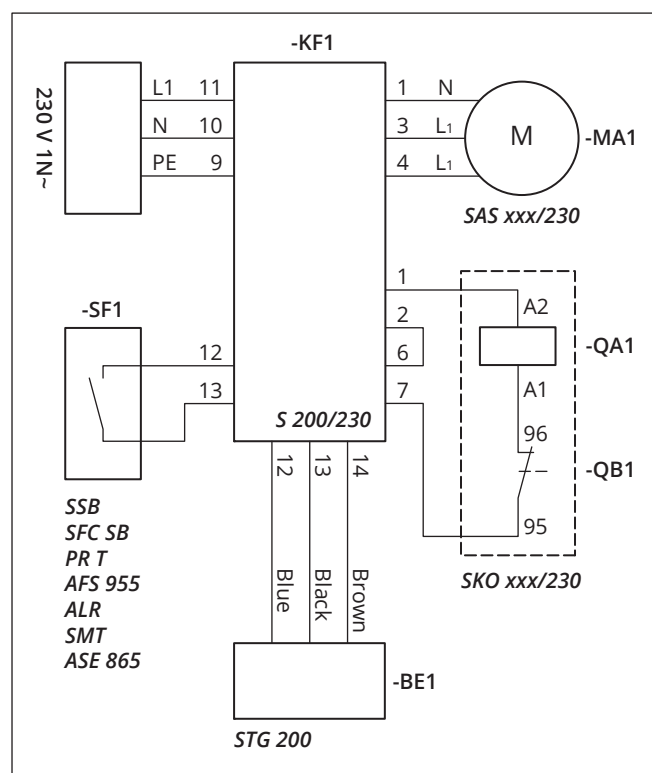 -KF1
230 V 1N~
L1 11
N 10
PE 9
1 N
3 L1
4 L1
M
-MA1
SAS xxx/230
-SF1
12
13
1
2
6
7
A2
-QA1
A1
96
-QB1
95
SKO xxx/230
S 200/230
12
13
14
SSB
SFC SB
PR T
AFS 955
ALR
SMT
ASE 865
Blue
Black
Brown
-BE1
STG 200